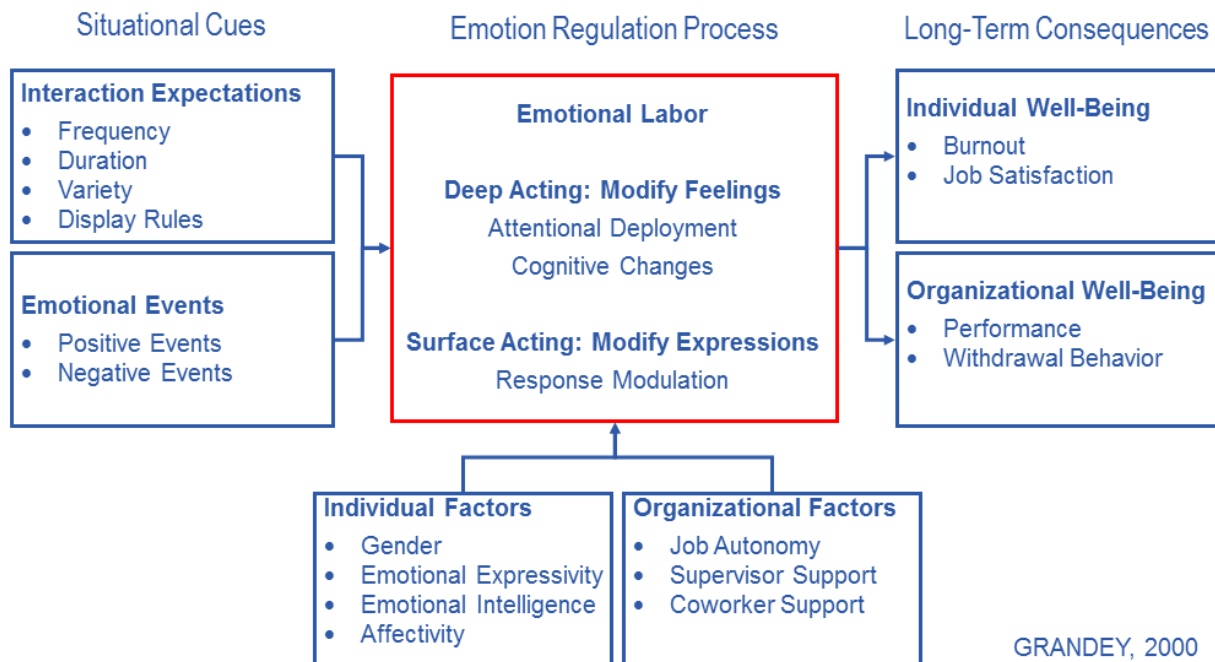 Situational Cues
Emotion Regulation Process
Long-Term Consequences
Interaction Expectations
• Frequency
• Duration
• Variety
• Display Rules
Emotional Events
• Positive Events
• Negative Events
Emotional Labor
Deep Acting: Modify Feelings
Attentional Deployment
Cognitive Changes
Surface Acting: Modify Expressions
Response Modulation
Individual Well-Being
• Burnout
• Job Satisfaction
Organizational Well-Being
• Performance
• Withdrawal Behavior
Individual Factors
• Gender
• Emotional Expressivity
• Emotional Intelligence
• Affectivity
Organizational Factors
• Job Autonomy
• Supervisor Support
• Coworker Support
GRANDEY, 2000